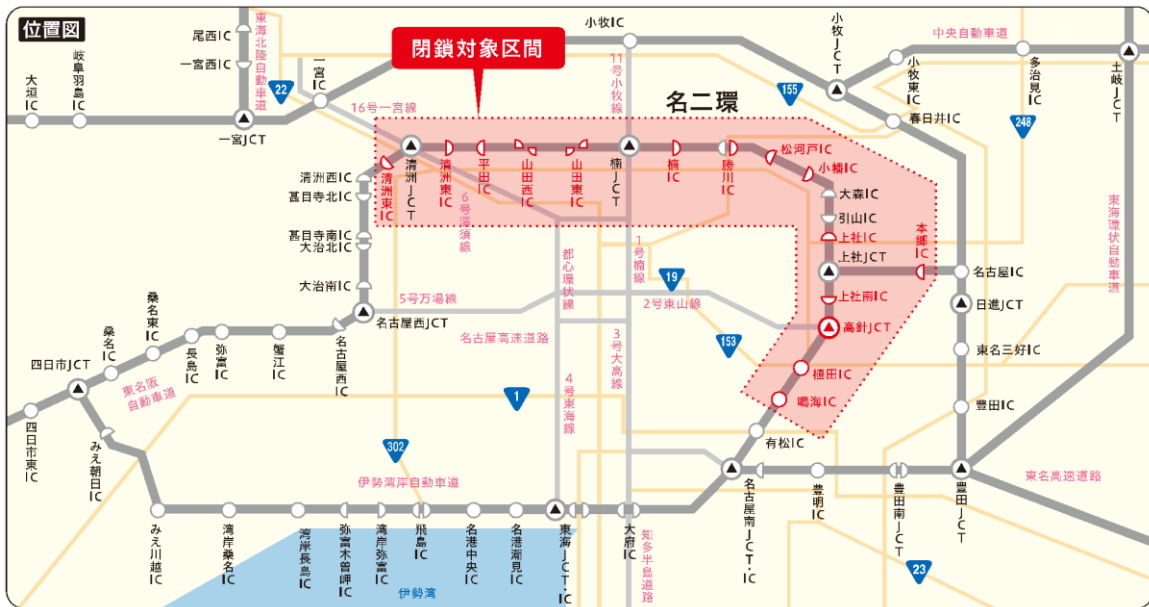 位置図
閉鎖対象区間
名二環
尾西IC
一宮西IC
東海北陸自動車道
大垣IC
岐阜羽島IC
一宮JCT
一宮IC
22
16号一宮線
小牧IC
11号小牧線
小牧JCT
155
中央自動車道
小牧東IC
多治見IC
土岐JCT
248
春日井IC
清洲東IC
清洲JCT
清洲東IC
平田IC
山田西IC
山田東IC
楠JCT
楠IC
勝川IC
松河戸IC
小幡IC
大森IC
引山IC
上社IC
上社JCT
本郷IC
上社南IC
高針JCT
植田IC
鳴海IC
有松IC
清洲西IC
甚目寺北IC
甚目寺南IC
大治北IC
大治南IC
名古屋西JCT
6号清須線
都心環状線
1号楠線
19
5号万場線
2号東山線
名古屋高速道路
3号大高線
4号東海線
153
名古屋IC
日進JCT
東名三好IC
豊田IC
東海環状自動車道
桑名東IC
桑名IC
四日市JCT
長島IC
弥富IC
蟹江IC
名古屋西IC
東名阪
自動車道
四日市東IC
みえ朝日IC
1
302
伊勢湾岸自動車道
みえ川越IC
湾岸桑名IC
湾岸長島IC
弥富木曽岬IC
湾岸弥富IC
飛島IC
名港中央IC
名港潮見IC
東海JCT・IC
大府IC
知多半島道路
名古屋南JCT・IC
豊明IC
豊田南JCT
豊田JCT
東名高速道路
23
伊勢湾